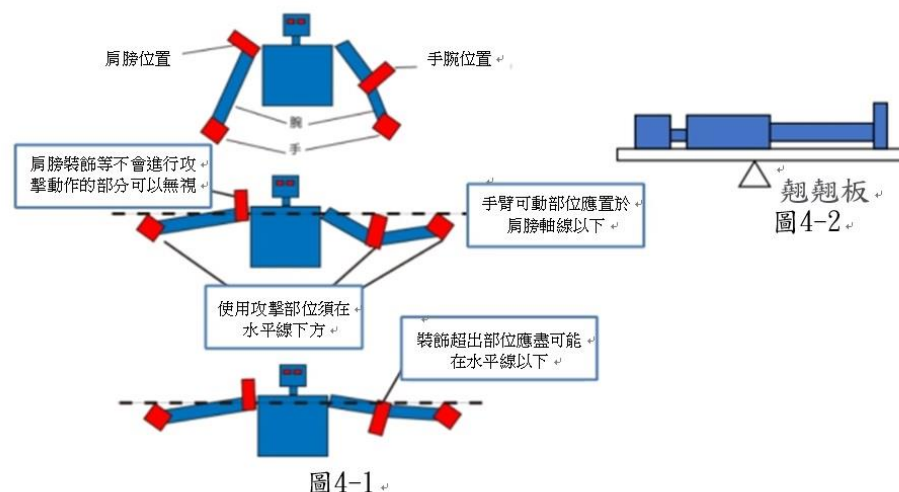 肩膀位置
手腕位置
腕
手
肩膀裝飾等不會進行攻
擊動作的部分可以無視
手臂可動部位應置於
肩膀軸線以下
翹翹板
圖4-2
使用攻擊部位須在
水平線下方
裝飾超出部位應盡可能
在水平線以下
圖4-1